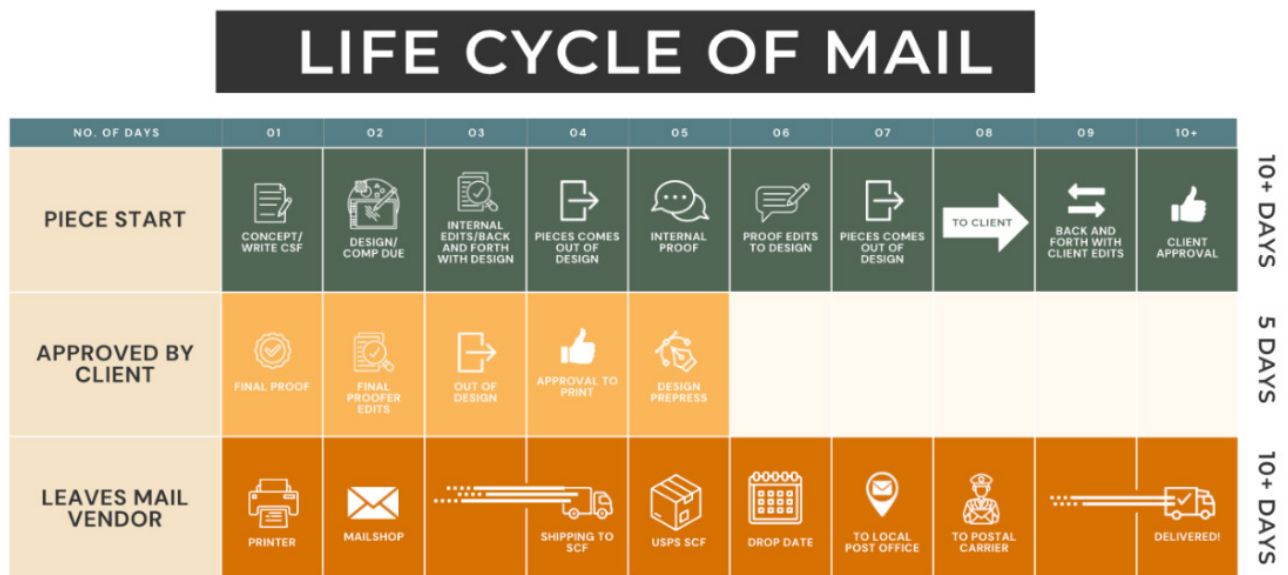 LIFE CYCLE OF MAIL
NO. OF DAYS 01 02 03 04 05 06 07 08 09 10+
PIECE START
CONCEPT/
WRITE CSF
DESIGN/
COMP DUE
INTERNAL
EDITS/BACK
AND FORTH
WITH DESIGN
PIECES COMES
OUT OF
DESIGN
INTERNAL
PROOF
PROOF EDITS
TO DESIGN
PIECES COMES
OUT OF
DESIGN
TO CLIENT
BACK AND
FORTH WITH
CLIENT EDITS
CLIENT
APPROVAL
10+ DAYS
APPROVED BY
CLIENT
FINAL PROOF
FINAL
PROOFER
EDITS
OUT OF
DESIGN
APPROVAL TO
PRINT
DESIGN
PREPRESS
5 DAYS
LEAVES MAIL
VENDOR
PRINTER
MAILSHOP
SHIPPING TO
SCF
USPS SCF
DROP DATE
TO LOCAL
POST OFFICE
TO POSTAL
CARRIER
DELIVERED!
10+ DAYS